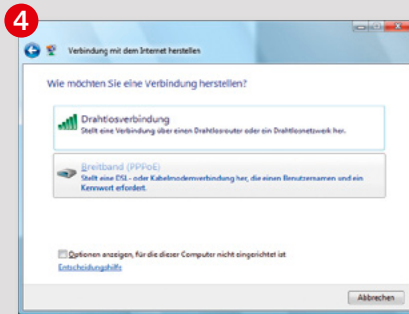 4
Verbindung mit dem Internet herstellen
Wie möchten Sie eine Verbindung herstellen?
Drahtlosverbindung
Stellt eine Verbindung über einen Drahtlosrouter oder ein Drahtlosnetzwerk her.
Breitband (PPPoE)
Stellt eine DSL- oder Kabelmodemverbindung her, die einen Benutzernamen und ein
Kennwort erfordert.
Optionen anzeigen, für die dieser Computer nicht eingerichtet ist
Entscheidungshilfe
Abbrechen